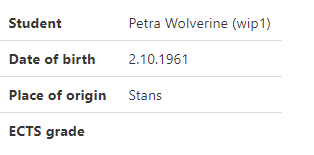 Student Petra Wolverine (wip1)
Date of birth 2.10.1961
Place of origin Stans
ECTS grade